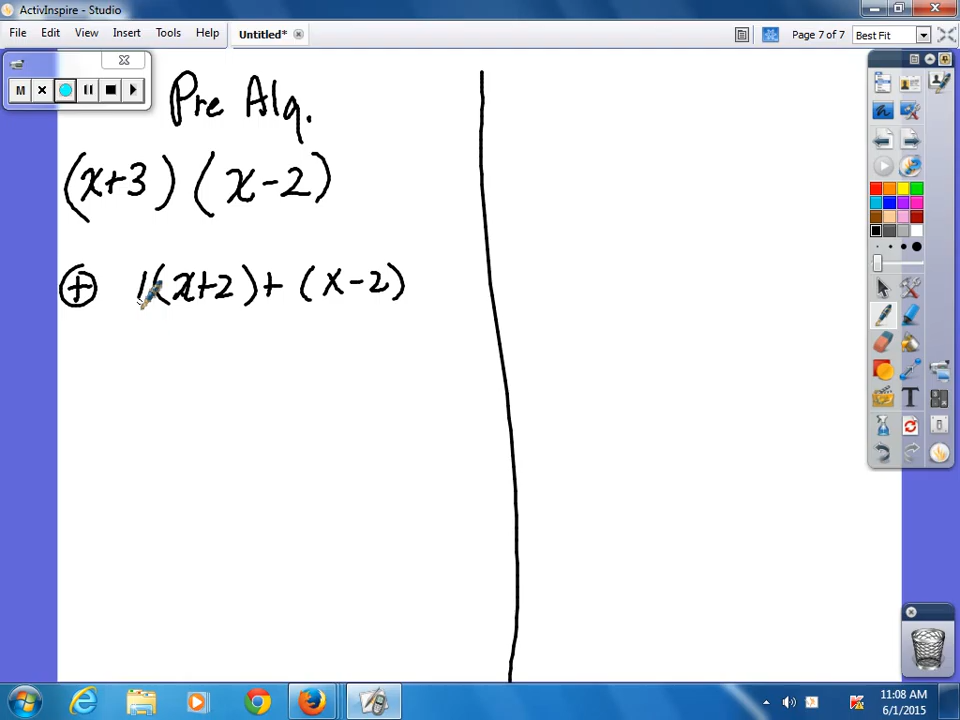 ActivInspire - Studio
File Edit View Insert Tools Help Untitled* Page 7 of 7 Best Fit
M
Pre Alg.
(x+3) (x-2)
⊕ 1(x+2) + (x-2)
T
11:08 AM
6/1/2015